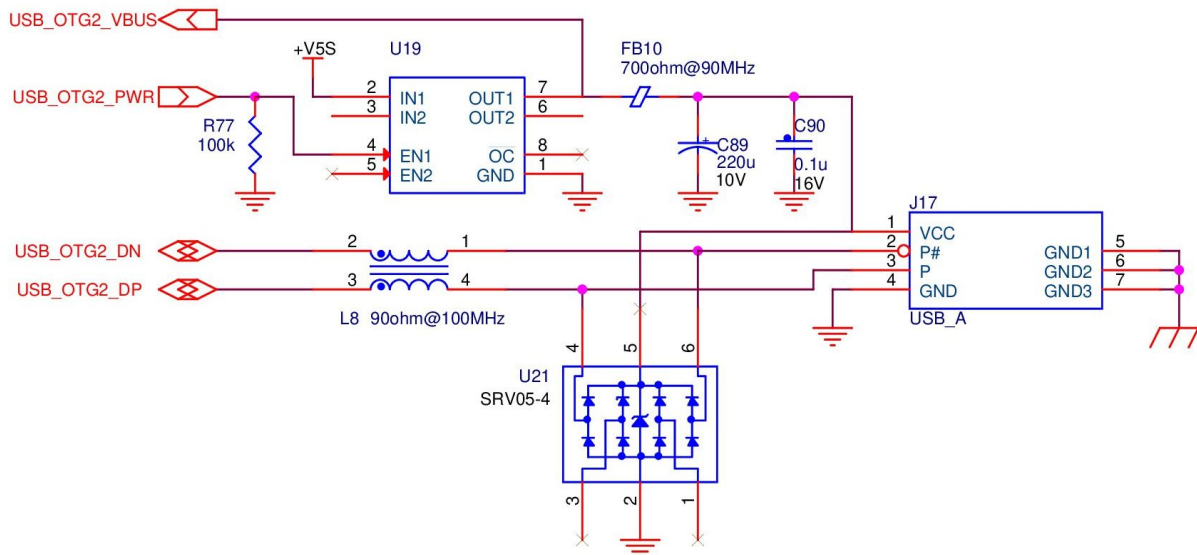 USB_OTG2_VBUS
+V5S
U19
FB10
700ohm@90MHz
USB_OTG2_PWR
2 IN1 OUT1 7
3 IN2 OUT2 6
R77
100k
4 EN1 OC 8
5 EN2 GND 1
C89
220u
10V
C90
0.1u
16V
J17
1 VCC
2 P# GND1 5
3 P GND2 6
4 GND GND3 7
USB_A
USB_OTG2_DN 2 1
USB_OTG2_DP 3 4
L8 90ohm@100MHz
4 5 6
U21
SRV05-4
3 2 1